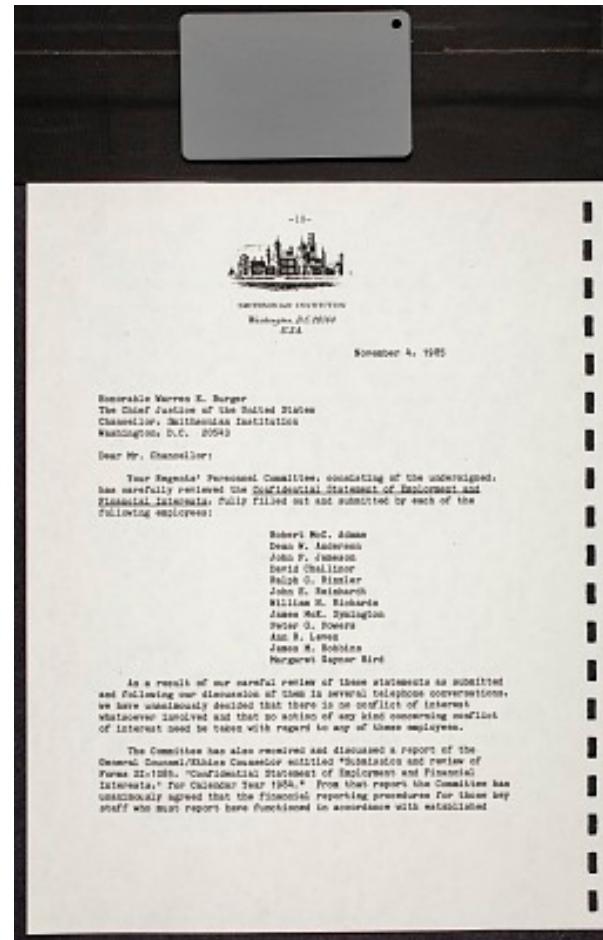 SMITHSONIAN INSTITUTION
Washington, D.C. 20560
U.S.A.
November 4, 1985
Honorable Warren E. Burger
The Chief Justice of the United States
Chancellor, Smithsonian Institution
Washington, D.C. 20543
Dear Mr. Chancellor:
Your Regents' Personnel Committee, consisting of the undersigned,
has carefully reviewed the Confidential Statement of Employment and
Financial Interests, fully filled out and submitted by each of the
following employees:
Robert McC. Adams
Dean W. Anderson
John F. Jameson
David Challinor
Ralph C. Rinzler
John E. Reinhardt
William N. Richards
James McK. Symington
Peter G. Powers
Ann R. Leven
James M. Hobbins
Margaret Gaynor Bird
As a result of our careful review of these statements as submitted
and following our discussion of them in several telephone conversations,
we have unanimously decided that there is no conflict of interest
whatsoever involved and that no action of any kind concerning conflict
of interest need be taken with regard to any of these employees.
The Committee has also received and discussed a report of the
General Counsel/Ethics Counselor entitled "Submission and review of
Forms SI-1085, "Confidential Statement of Employment and Financial
Interests," for Calendar Year 1984." From that report the Committee has
unanimously agreed that the financial reporting procedures for those key
staff who must report have functioned in accordance with established